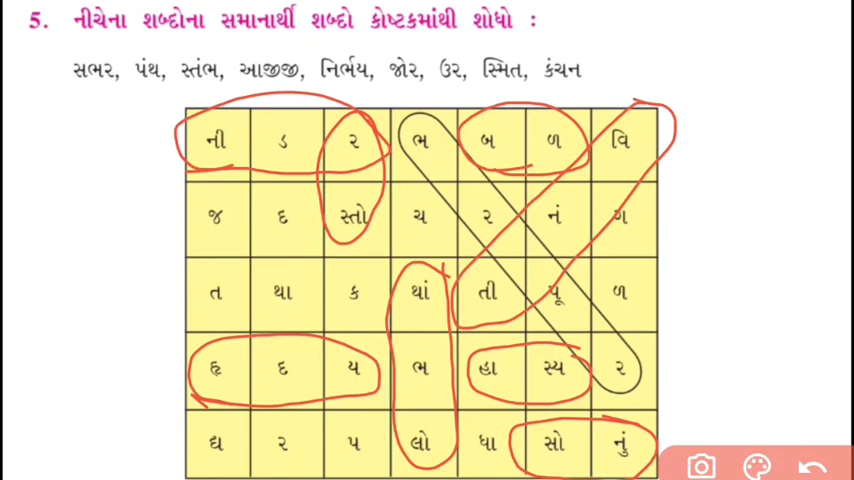 5. નીચેના શબ્દોના સમાનાર્થી શબ્દો કોષ્ટકમાંથી શોધો :
સભર, પંથ, સ્તંભ, આજીજી, નિર્ભય, જોર, ઉર, સ્મિત, કંચન
ની ડ ર ભ બ ળ વિ
જ દ સ્તો ચ ર નં ગ
ત થા ક થાં તી પૂ ળ
હૃ દ ય ભ હા સ્ય ર
દ્ય ર પ લો ધા સો નું